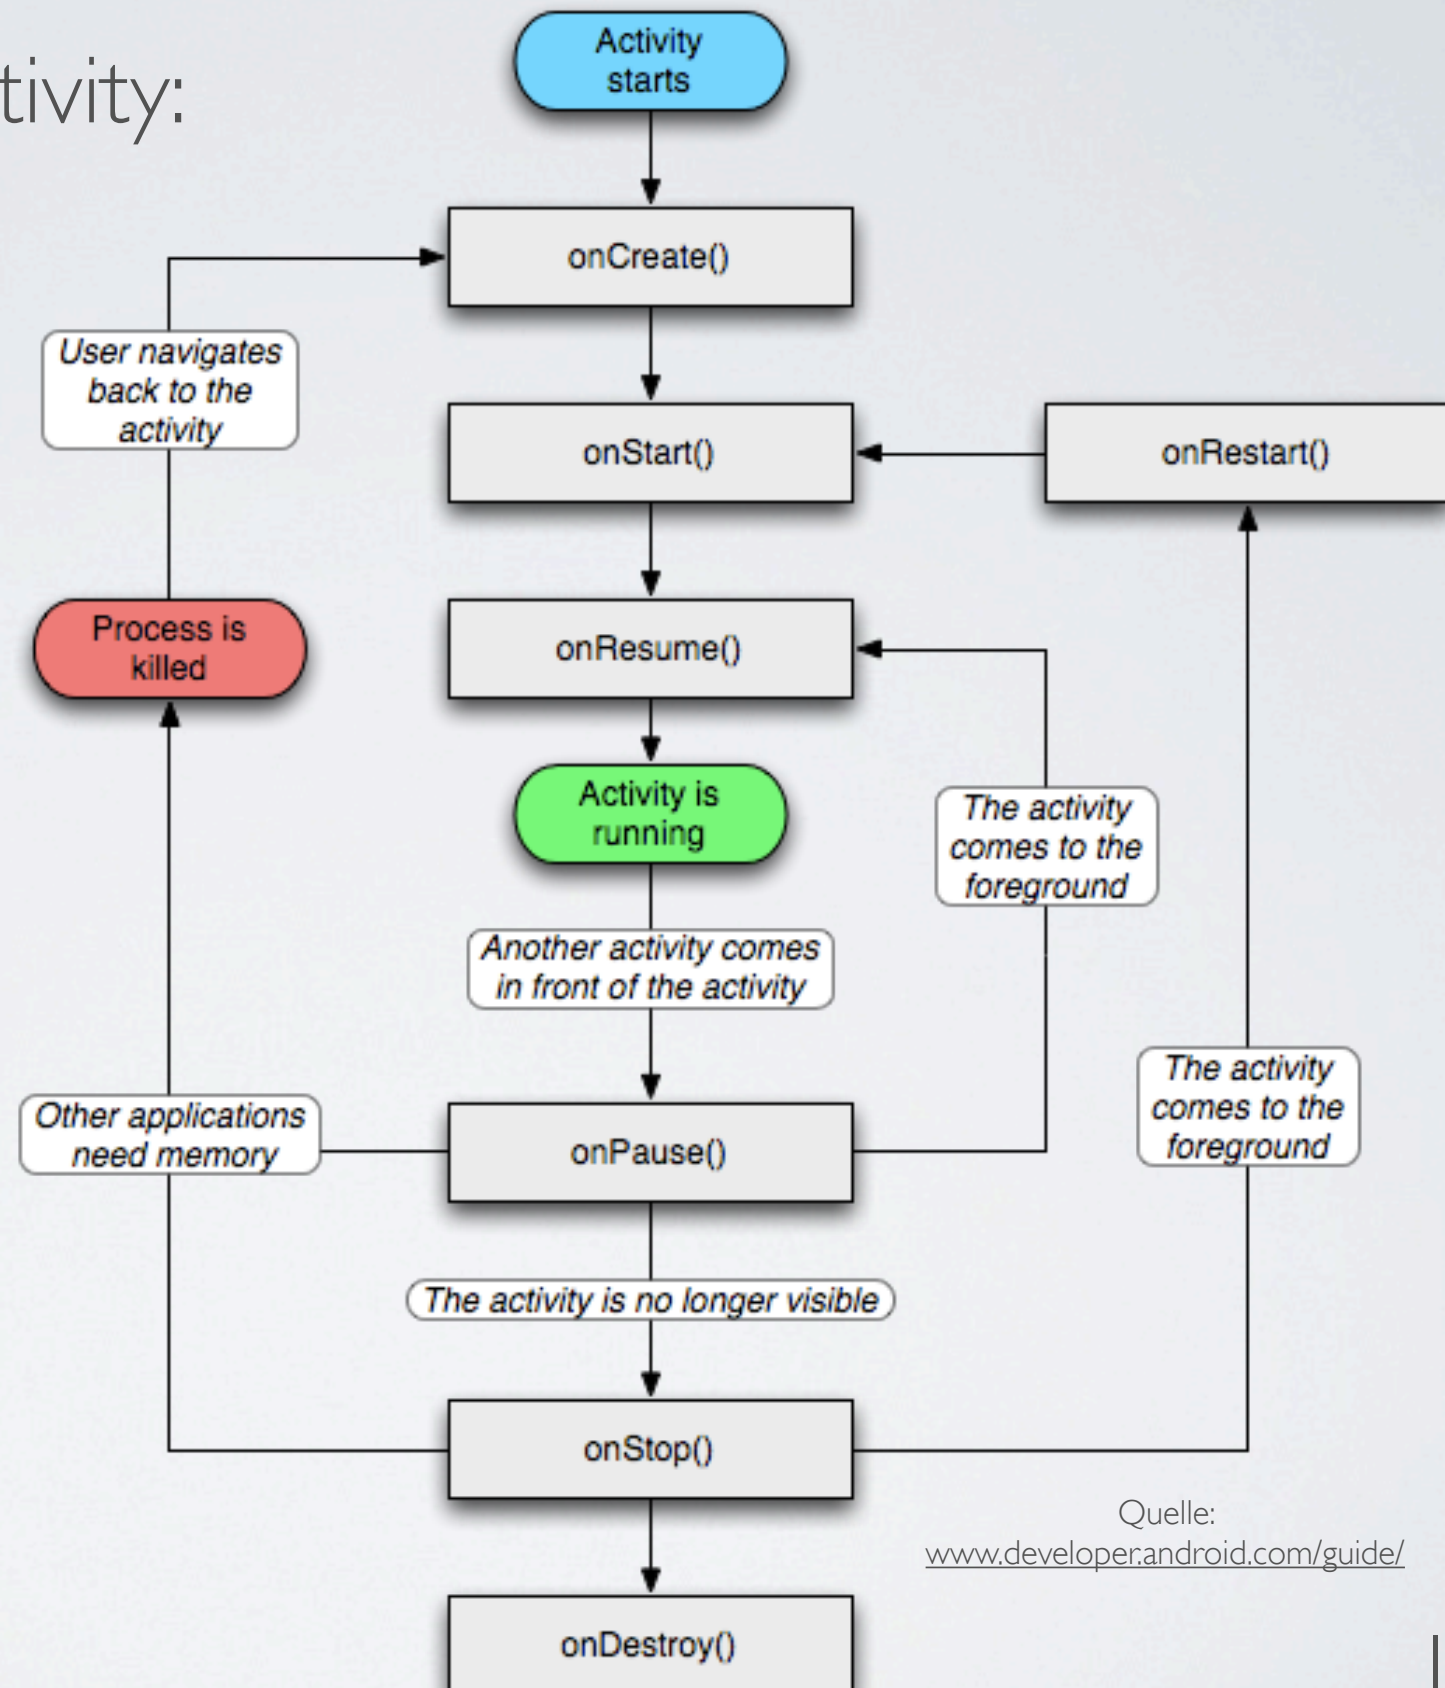 tivity:
Activity
starts
onCreate()
User navigates
back to the
activity
onStart()
onRestart()
Process is
killed
onResume()
Activity is
running
The activity
comes to the
foreground
Another activity comes
in front of the activity
The activity
comes to the
foreground
Other applications
need memory
onPause()
The activity is no longer visible
onStop()
Quelle:
www.developer.android.com/guide/
onDestroy()